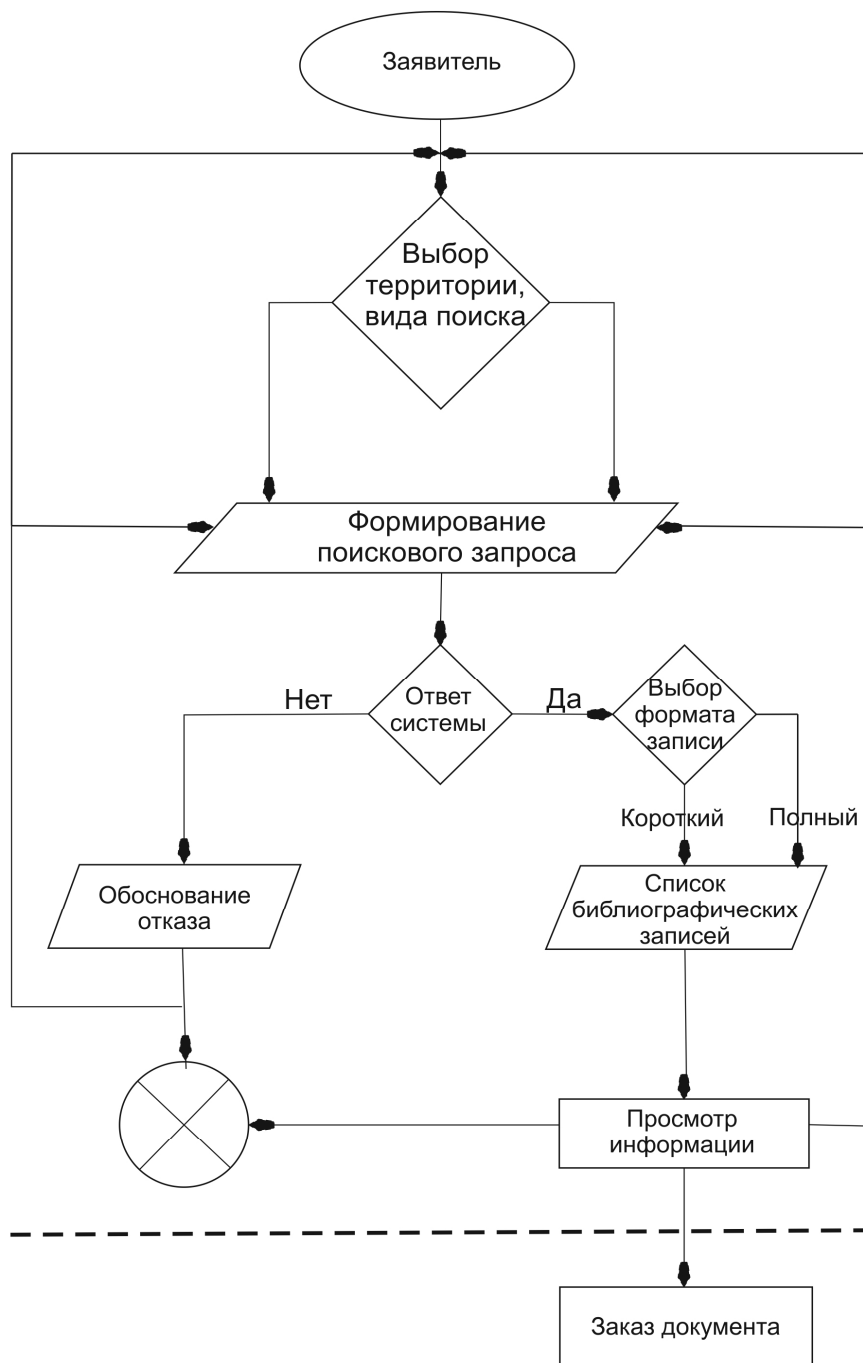 Заявитель
Выбор
территории,
вида поиска
Формирование
поискового запроса
Нет
Ответ
системы
Да
Выбор
формата
записи
Короткий
Полный
Обоснование
отказа
Список
библиографических
записей
Просмотр
информации
Заказ документа